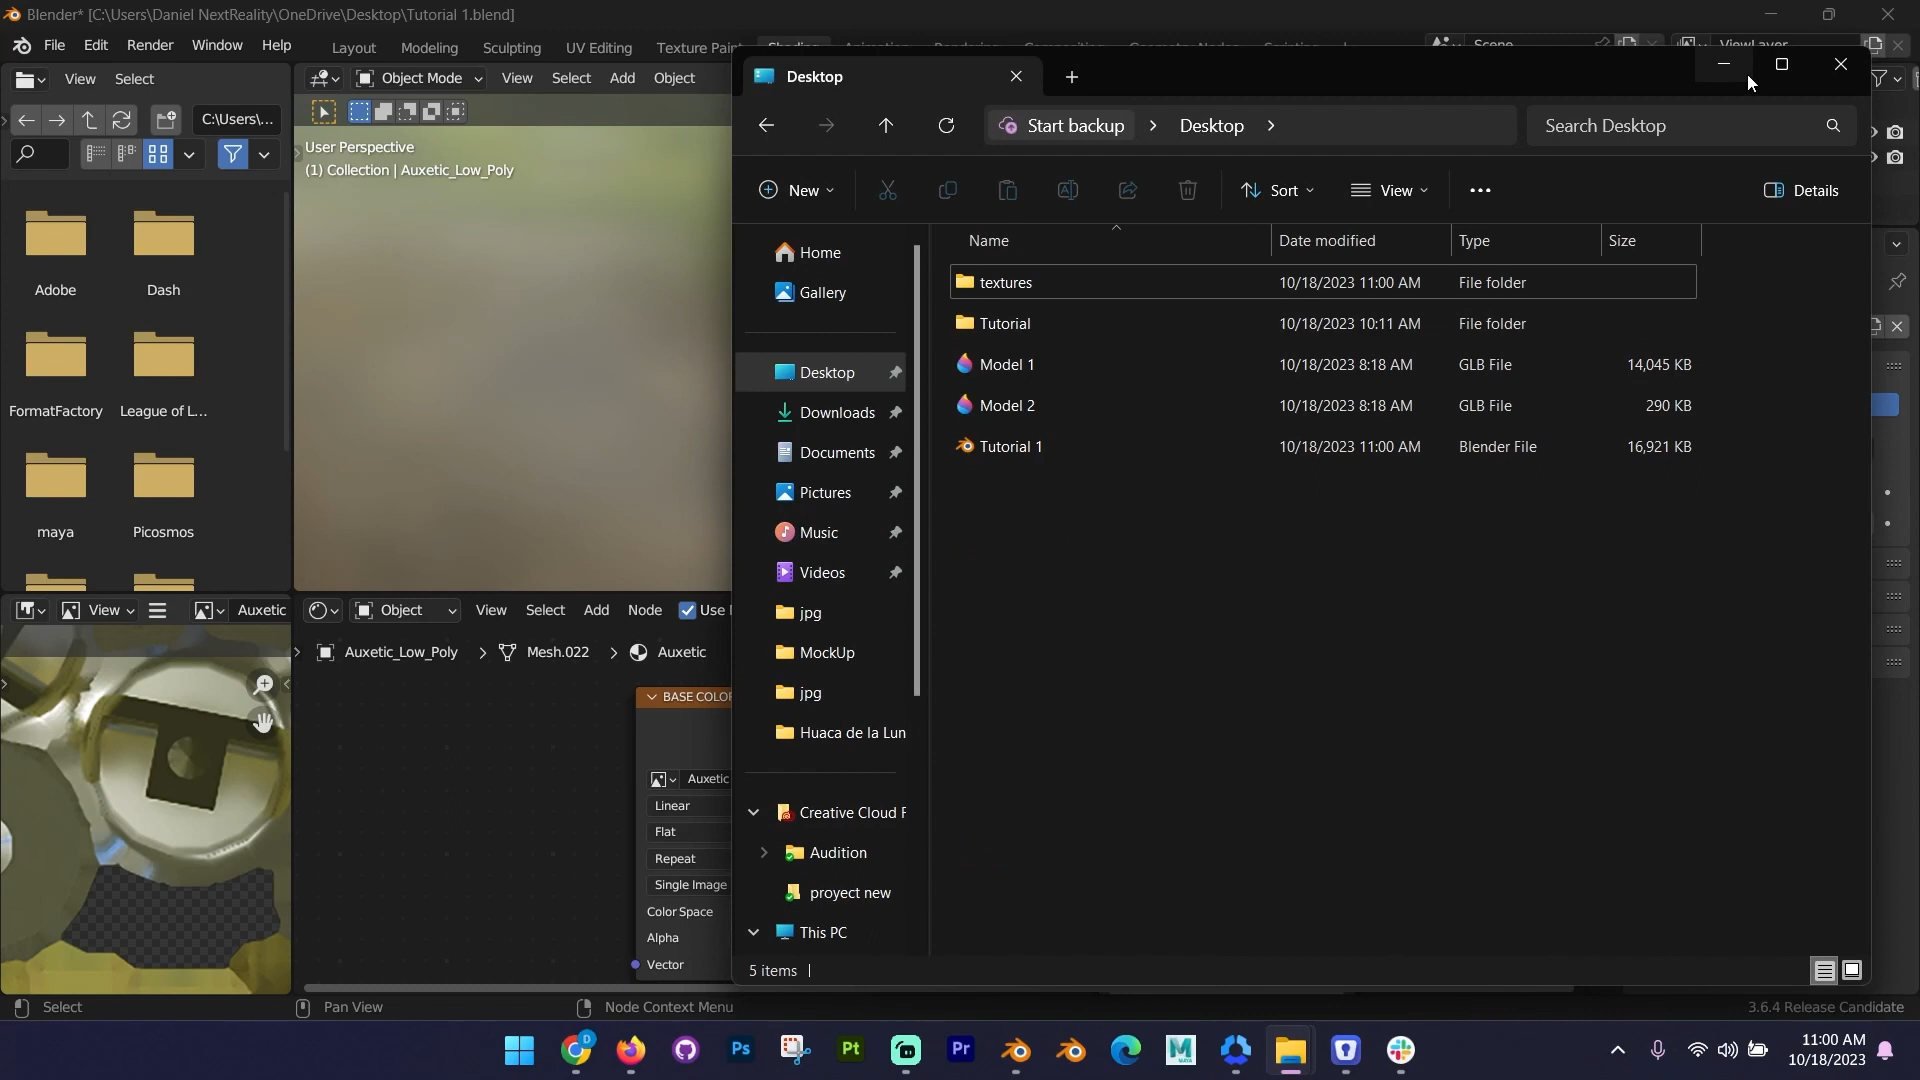 Blender* [C:\Users\Daniel NextReality\OneDrive\Desktop\Tutorial 1.blend]
File Edit Render Window Help Layout Modeling Sculpting UV Editing Texture Paint
Scene ViewLayer
View Select
Object Mode View Select Add Object
C:\Users\...
User Perspective
(1) Collection | Auxetic_Low_Poly
Adobe Dash
FormatFactory League of L...
maya Picosmos
View Auxetic
Object View Select Add Node Use
Auxetic_Low_Poly > Mesh.022 > Auxetic
BASE COLOR
Auxetic
Linear
Flat
Repeat
Single Image
Color Space
Alpha
Vector
Select Pan View Node Context Menu
3.6.4 Release Candidate
Desktop
Start backup > Desktop >
Search Desktop
New Sort View Details
Home
Gallery
Desktop
Downloads
Documents
Pictures
Music
Videos
jpg
MockUp
jpg
Huaca de la Lun
Creative Cloud F
Audition
proyect new
This PC
Name Date modified Type Size
textures 10/18/2023 11:00 AM File folder
Tutorial 10/18/2023 10:11 AM File folder
Model 1 10/18/2023 8:18 AM GLB File 14,045 KB
Model 2 10/18/2023 8:18 AM GLB File 290 KB
Tutorial 1 10/18/2023 11:00 AM Blender File 16,921 KB
5 items
D
Ps
Pt
Pr
M
11:00 AM
10/18/2023